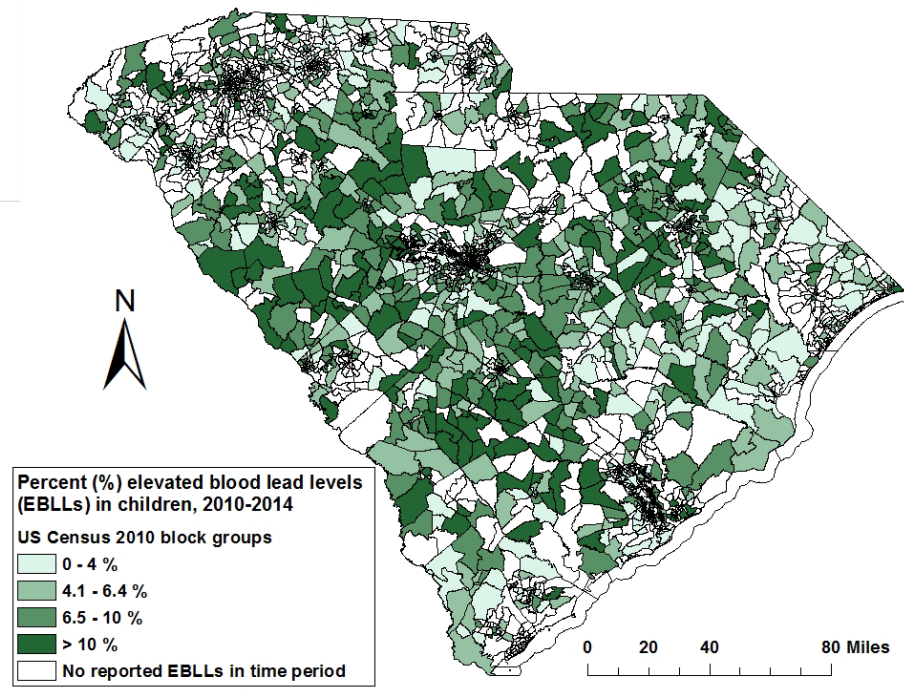 N
Percent (%) elevated blood lead levels
(EBLLs) in children, 2010-2014
US Census 2010 block groups
0 - 4 %
4.1 - 6.4 %
6.5 - 10 %
> 10 %
No reported EBLLs in time period
0 20 40 80 Miles